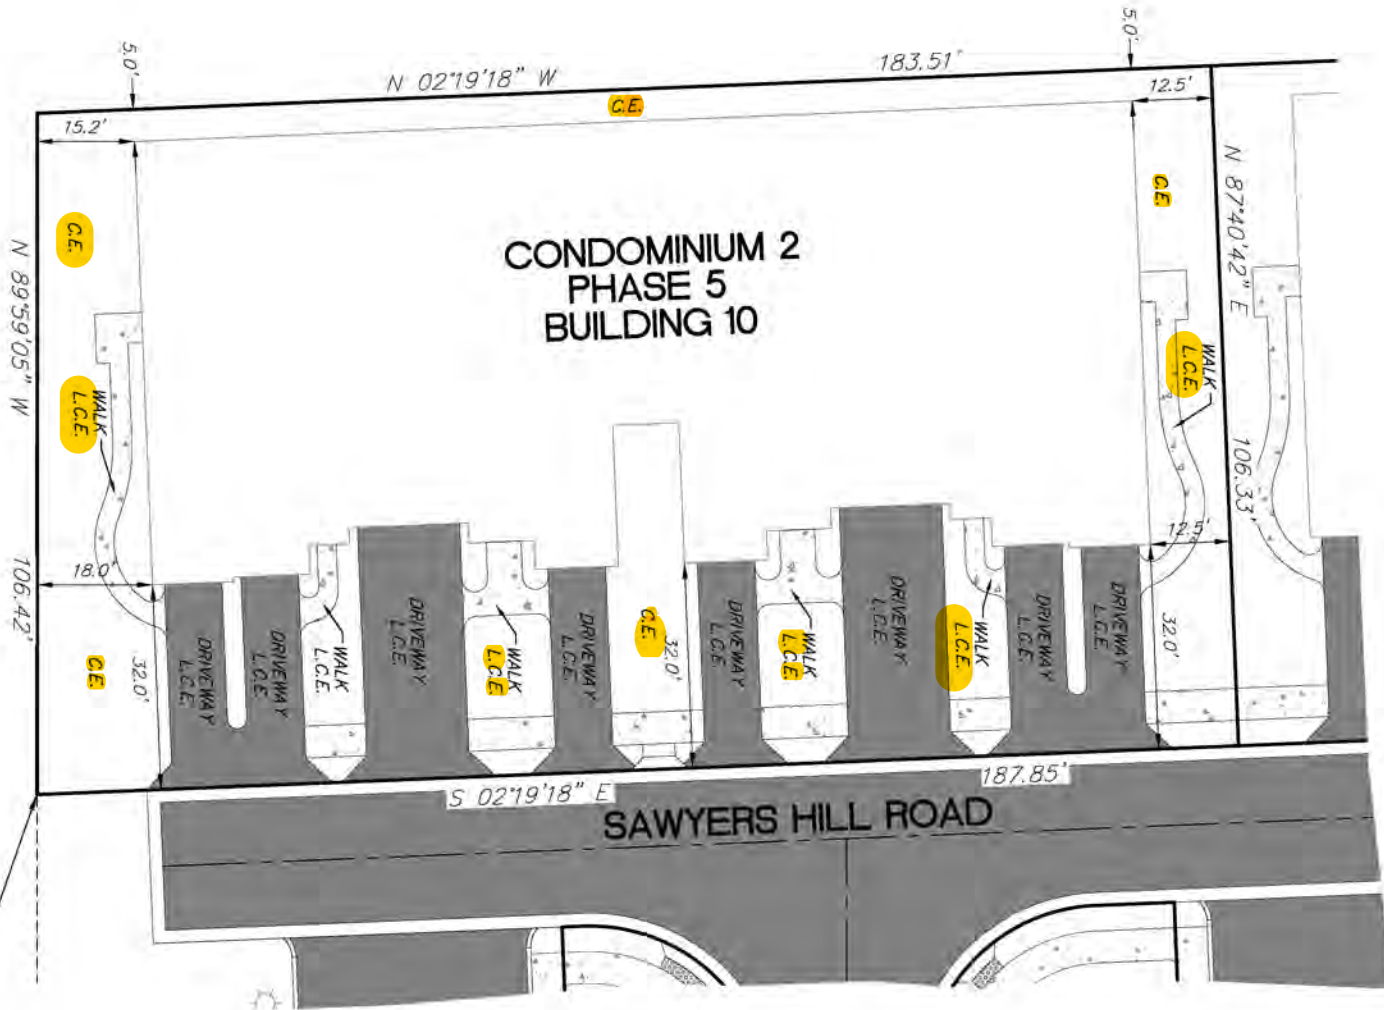 5.0'
N 02°19'18" W
183.51'
5.0'
15.2'
C.E.
12.5'
C.E.
C.E.
N 87°40'42" E
106.33'
N 89°59'05" W
106.42'
CONDOMINIUM 2
PHASE 5
BUILDING 10
WALK
L.C.E.
WALK
L.C.E.
18.0'
12.5'
C.E.
32.0'
DRIVEWAY
L.C.E.
DRIVEWAY
L.C.E.
WALK
L.C.E.
DRIVEWAY
L.C.E.
WALK
L.C.E.
DRIVEWAY
L.C.E.
C.E.
32.0'
DRIVEWAY
L.C.E.
WALK
L.C.E.
DRIVEWAY
L.C.E.
WALK
L.C.E.
DRIVEWAY
L.C.E.
DRIVEWAY
L.C.E.
32.0'
S 02°19'18" E
187.85'
SAWYERS HILL ROAD